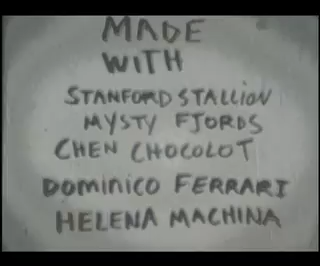 MADE
WITH
STANFORD STALLION
MYSTY FJORDS
CHEN CHOCOLOT
DOMINICO FERRARI
HELENA MACHINA